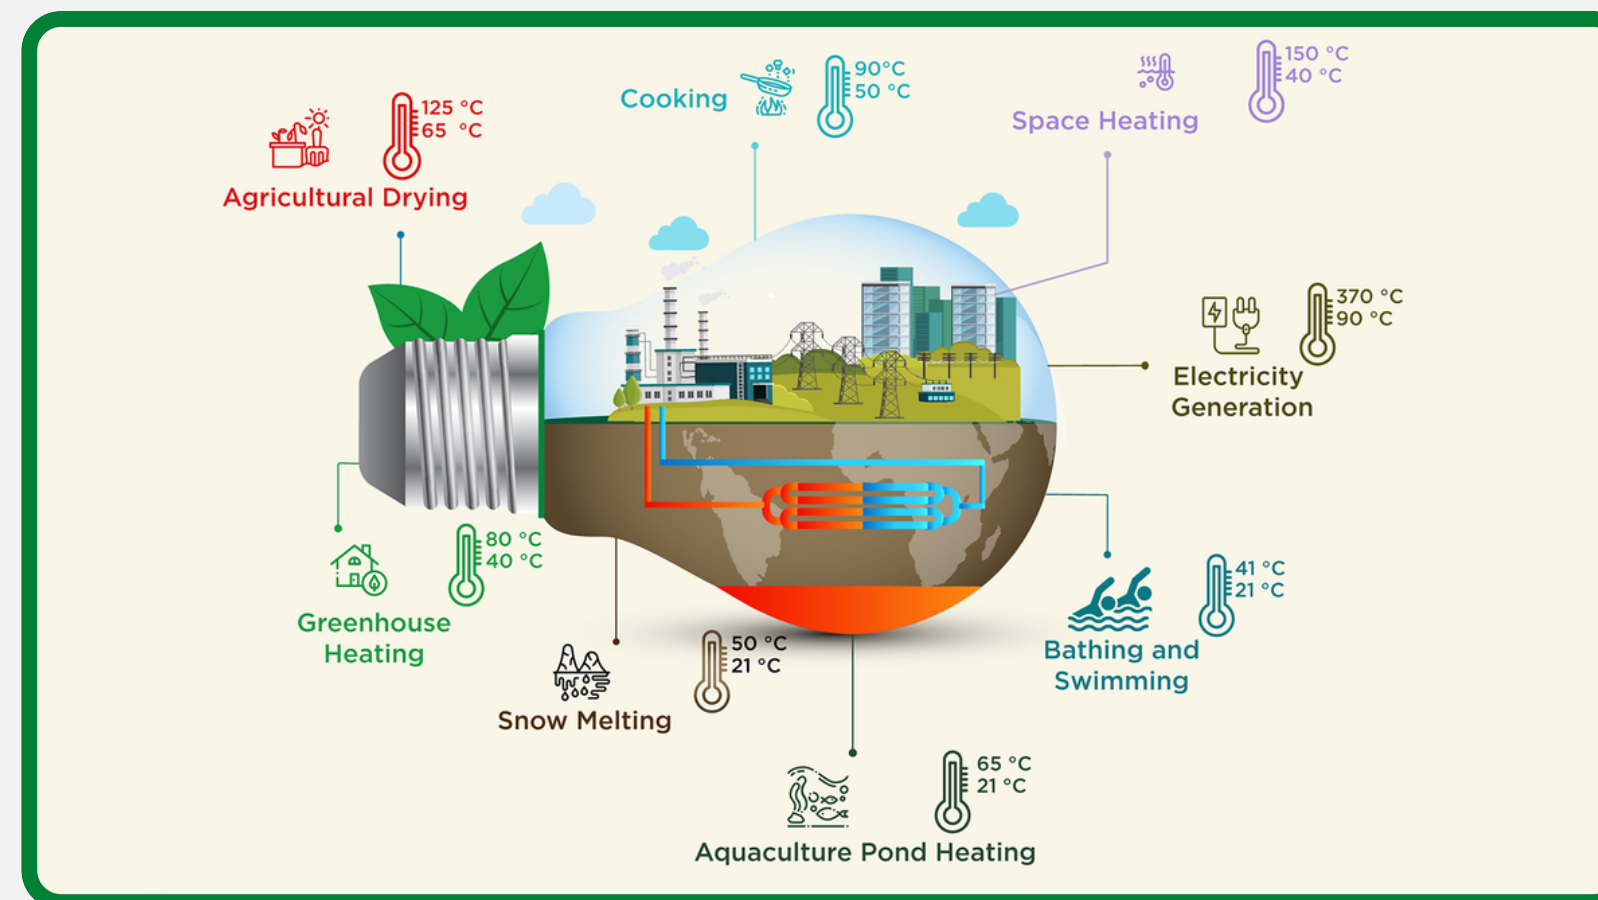 Cooking
90°C
50 °C
150 °C
40 °C
Space Heating
125 °C
65 °C
Agricultural Drying
370 °C
90 °C
Electricity
Generation
80 °C
40 °C
Greenhouse
Heating
41 °C
21 °C
Bathing and
Swimming
50 °C
21 °C
Snow Melting
65 °C
21 °C
Aquaculture Pond Heating